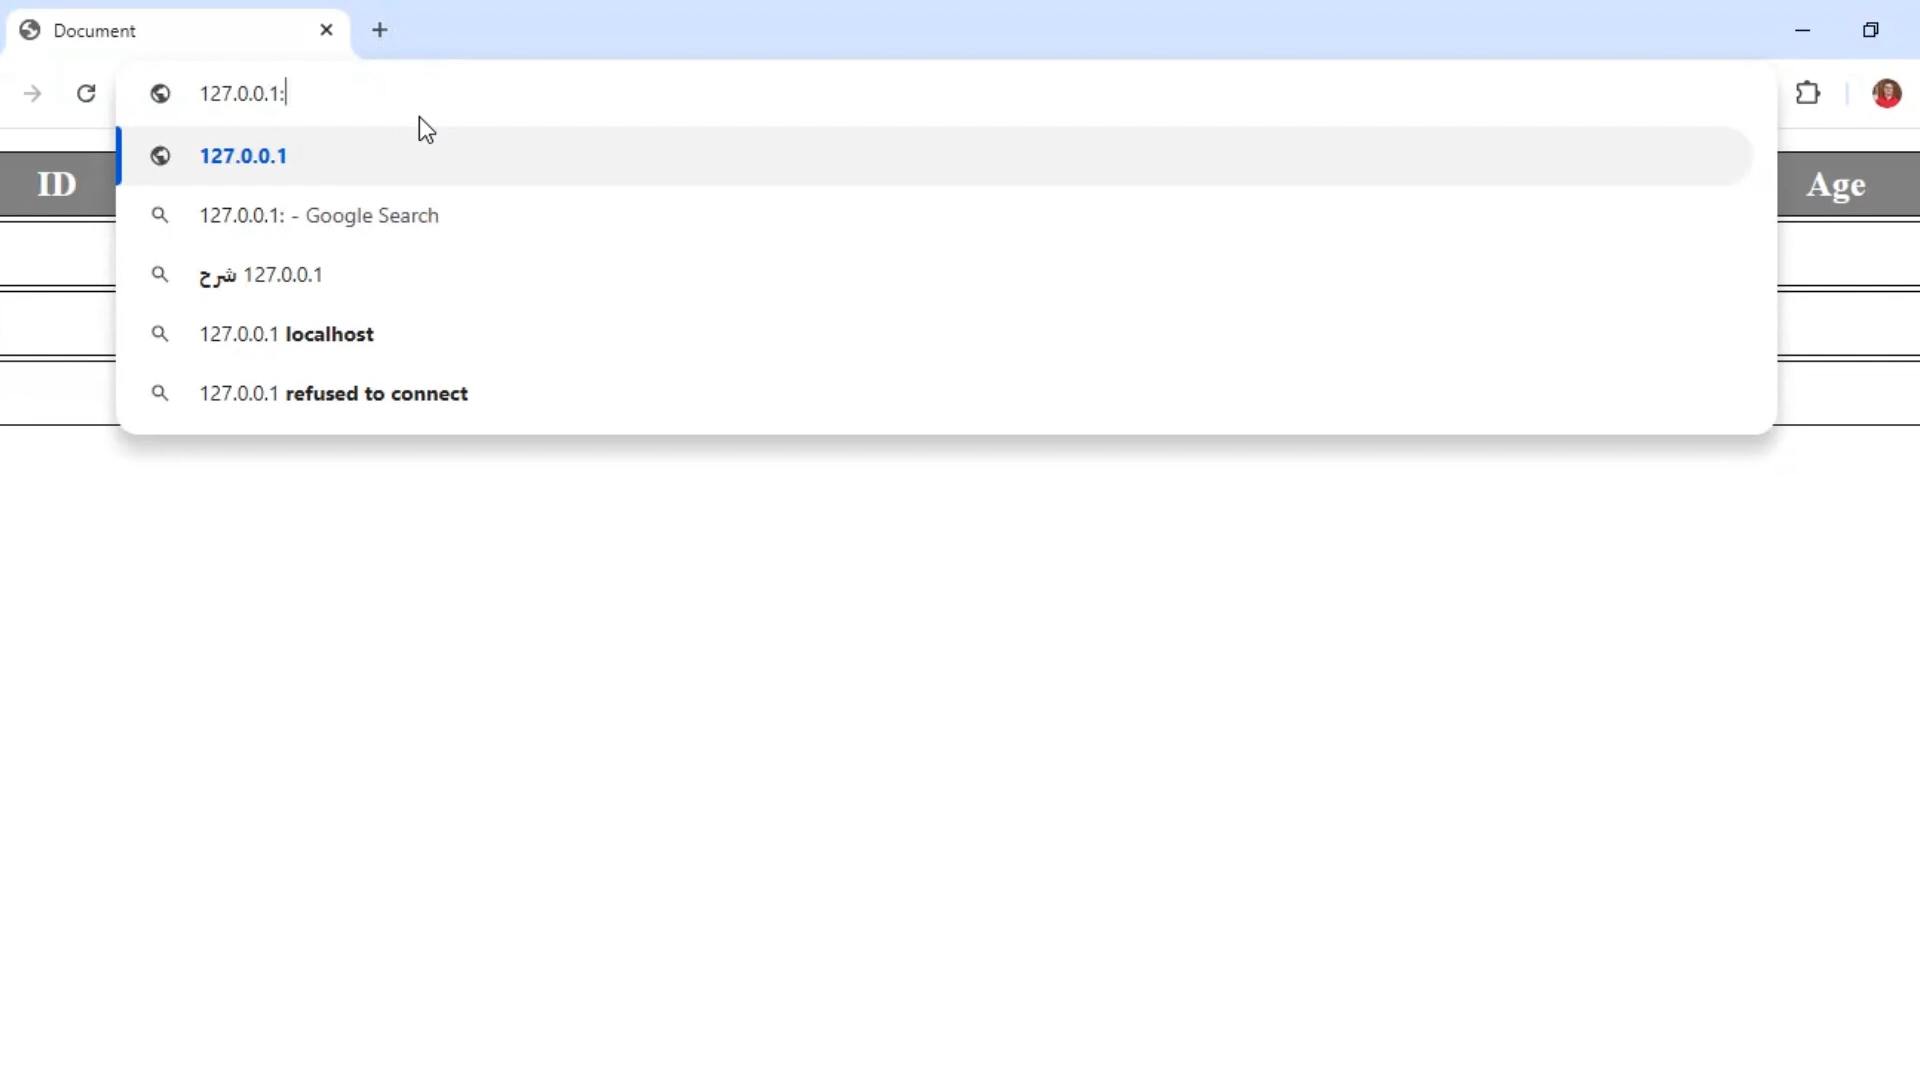 Document
127.0.0.1:
127.0.0.1
ID
Age
127.0.0.1: - Google Search
شرح 127.0.0.1
127.0.0.1 localhost
127.0.0.1 refused to connect